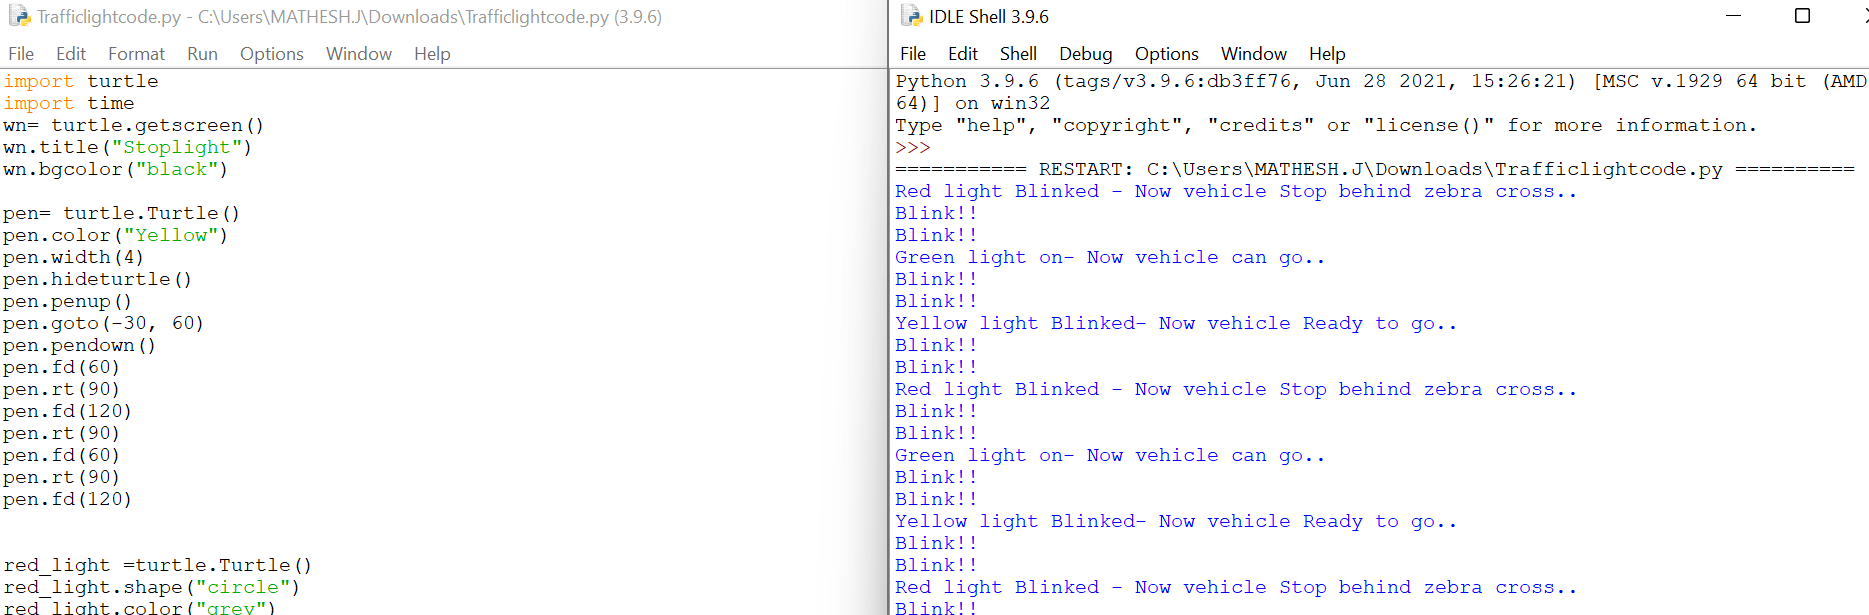 Trafficlightcode.py - C:\Users\MATHESH.J\Downloads\Trafficlightcode.py (3.9.6)
File Edit Format Run Options Window Help
import turtle
import time
wn= turtle.getscreen()
wn.title("Stoplight")
wn.bgcolor("black")
pen= turtle.Turtle()
pen.color("Yellow")
pen.width(4)
pen.hideturtle()
pen.penup()
pen.goto(-30, 60)
pen.pendown()
pen.fd(60)
pen.rt(90)
pen.fd(120)
pen.rt(90)
pen.fd(60)
pen.rt(90)
pen.fd(120)
red_light =turtle.Turtle()
red_light.shape("circle")
red_light.color("grey")
IDLE Shell 3.9.6
File Edit Shell Debug Options Window Help
Python 3.9.6 (tags/v3.9.6:db3ff76, Jun 28 2021, 15:26:21) [MSC v.1929 64 bit (AMD
64)] on win32
Type "help", "copyright", "credits" or "license()" for more information.
>>>
=========== RESTART: C:\Users\MATHESH.J\Downloads\Trafficlightcode.py ==========
Red light Blinked - Now vehicle Stop behind zebra cross..
Blink!!
Blink!!
Green light on- Now vehicle can go..
Blink!!
Blink!!
Yellow light Blinked- Now vehicle Ready to go..
Blink!!
Blink!!
Red light Blinked - Now vehicle Stop behind zebra cross..
Blink!!
Blink!!
Green light on- Now vehicle can go..
Blink!!
Blink!!
Yellow light Blinked- Now vehicle Ready to go..
Blink!!
Blink!!
Red light Blinked - Now vehicle Stop behind zebra cross..
Blink!!